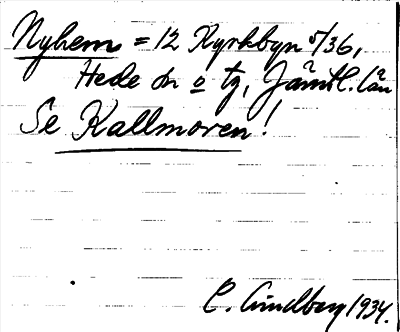 Nyhem = 12 Kyrkbyn 5/36,
Hede sn o tg, Jämtl. län
Se Kallmoren!
C. Lindberg 1934.